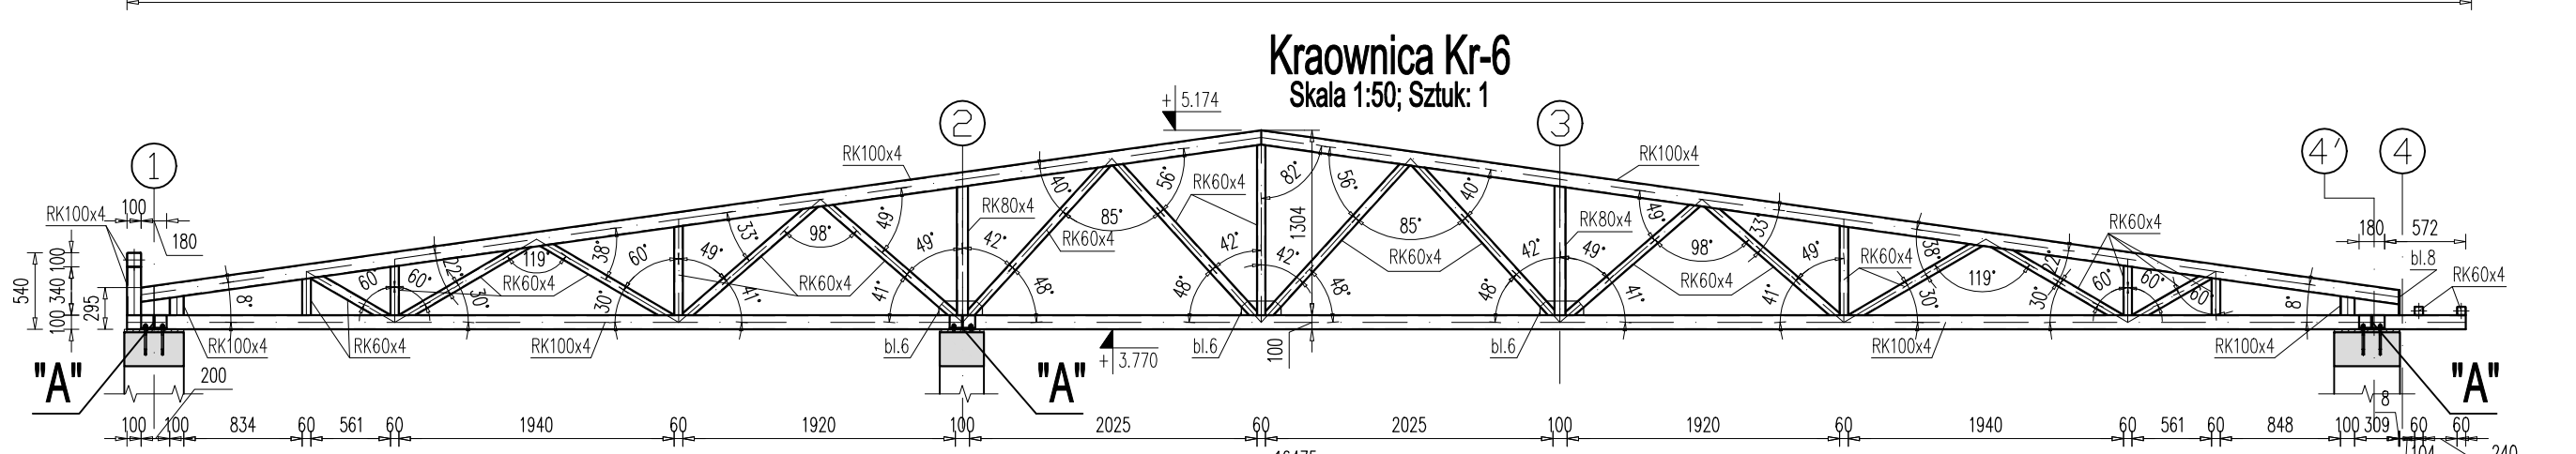 Kraownica Kr-6
Skala 1:50; Sztuk: 1
+ 5.174
1 2 3 4' 4
RK100x4 RK100x4
RK100x4 100 180
RK60x4 RK80x4 RK60x4 1304 RK60x4 RK80x4 RK60x4 RK60x4 RK60x4
180 572
bl.8 RK60x4
540 100 340 100 295
8° 60° 60° 22° 30° 119° 38° 60° 30° 49° 33° 41° 98° 49° 49° 41° 42° 48° 40° 85° 56° 42° 48° 82° 42° 48° 56° 85° 40° 42° 48° 49° 41° 49° 98° 33° 49° 41° 38° 30° 119° 22° 30° 60° 60° 60° 8°
RK60x4 RK60x4
RK100x4 RK60x4 RK100x4 bl.6 + 3.770 bl.6 100 bl.6 RK100x4 RK100x4
"A" 200 "A" 8 "A"
100 100 834 60 561 60 1940 60 1920 100 2025 60 2025 100 1920 60 1940 60 561 60 848 100 309 60 60
104 240